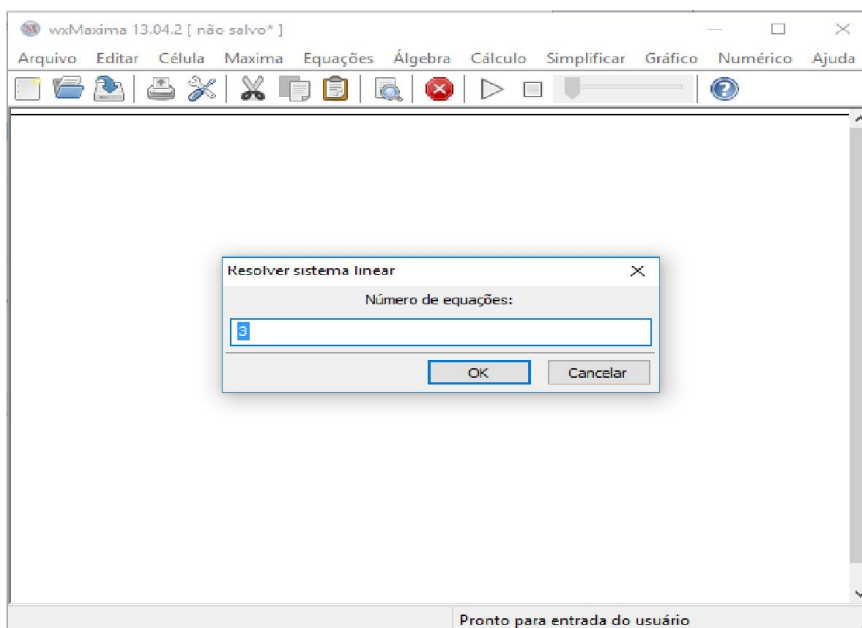 wxMaxima 13.04.2 [ não salvo* ]
Arquivo Editar Célula Maxima Equações Álgebra Cálculo Simplificar Gráfico Numérico Ajuda
Resolver sistema linear
Número de equações:
3
OK Cancelar
Pronto para entrada do usuário